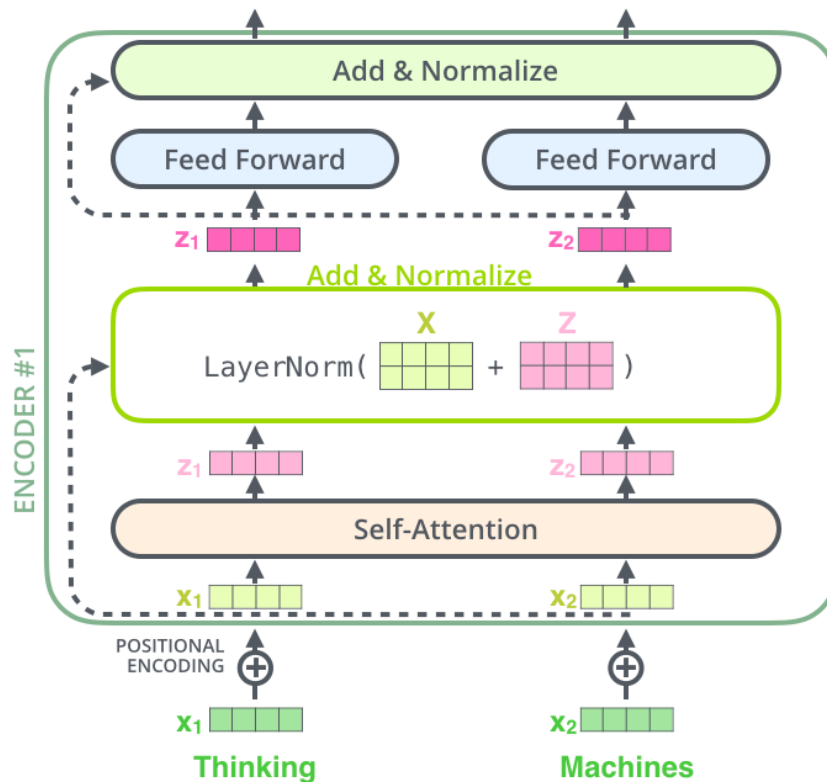 Add & Normalize
Feed Forward Feed Forward
z1 z2
Add & Normalize
X Z
LayerNorm( + )
ENCODER #1
z1 z2
Self-Attention
x1 x2
POSITIONAL
ENCODING
x1 x2
Thinking Machines